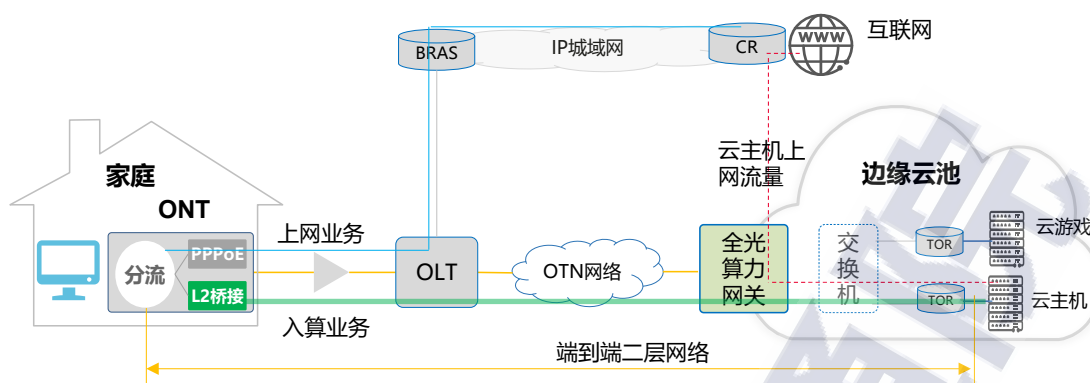 BRAS
IP城域网
CR
WWW
互联网
家庭
ONT
云主机上
网流量
边缘云池
上网业务
PPPoE
分流
L2桥接
OLT
OTN网络
全光
算力
网关
交
换
机
TOR
云游戏
TOR
云主机
入算业务
端到端二层网络